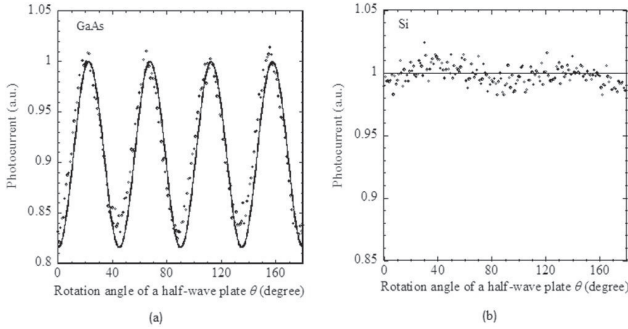 GaAs
1.05
1
0.95
0.9
0.85
0.8
Photocurrent (a.u.)
0 40 80 120 160
Rotation angle of a half-wave plate θ (degree)
(a)
Si
1.05
1
0.95
0.9
0.85
Photocurrent (a.u.)
0 40 80 120 160
Rotation angle of a half-wave plate θ (degree)
(b)